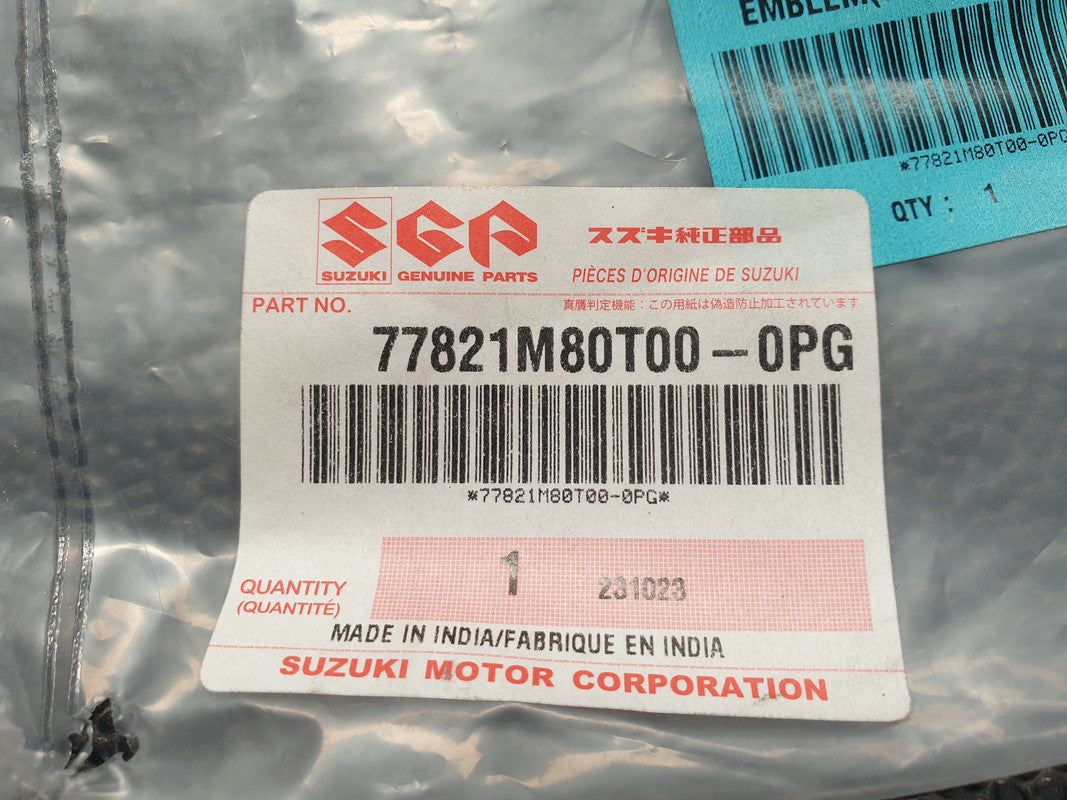 *77821M80T00-0PG
QTY : 1
SGP
SUZUKI GENUINE PARTS
スズキ純正部品
PIÈCES D'ORIGINE DE SUZUKI
PART NO.
真贋判定機能:この用紙は偽造防止加工されています
77821M80T00-0PG
*77821M80T00-0PG*
QUANTITY
(QUANTITÉ)
1
231023
MADE IN INDIA/FABRIQUE EN INDIA
SUZUKI MOTOR CORPORATION